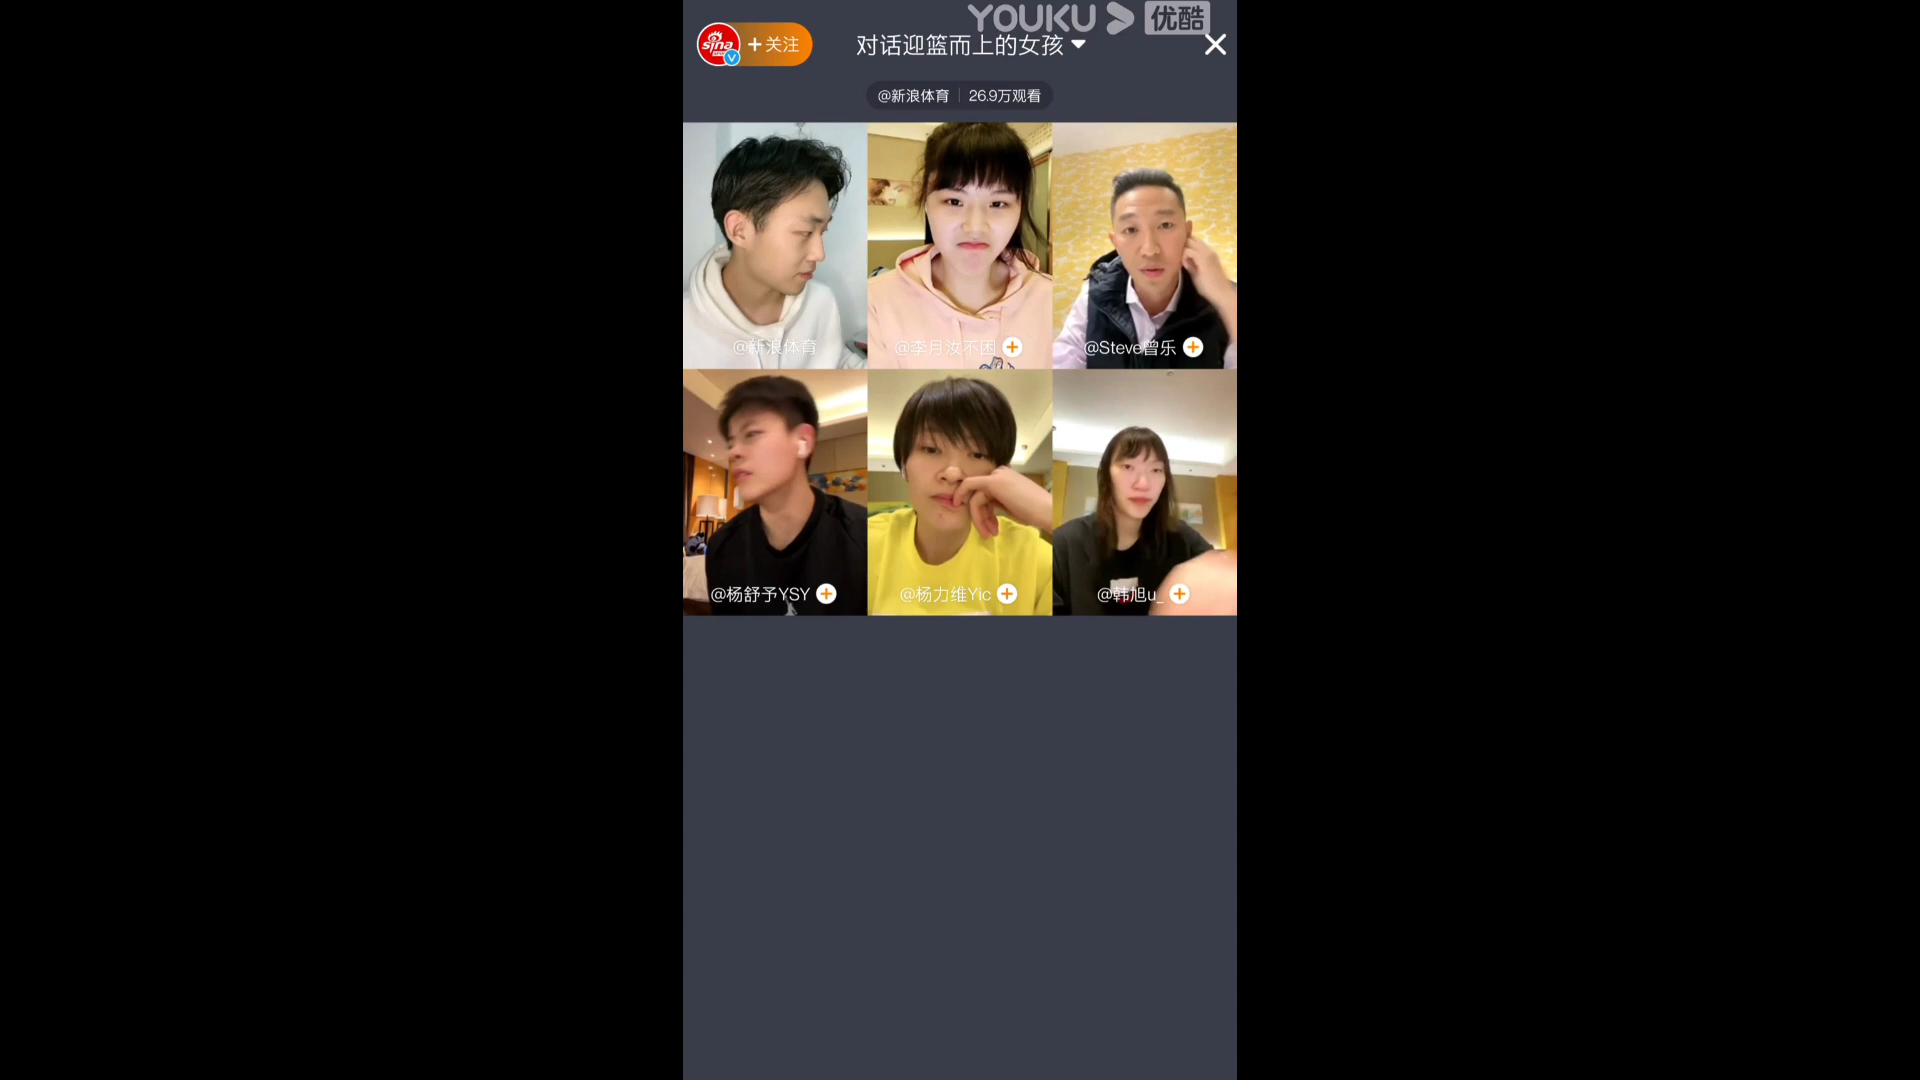 YOUKU 优酷
sina
+关注
对话迎篮而上的女孩
@新浪体育 | 26.9万观看
@新浪体育
@李月汝不困
@Steve曾乐
@杨舒予YSY
@杨力维Yic
@韩旭u_